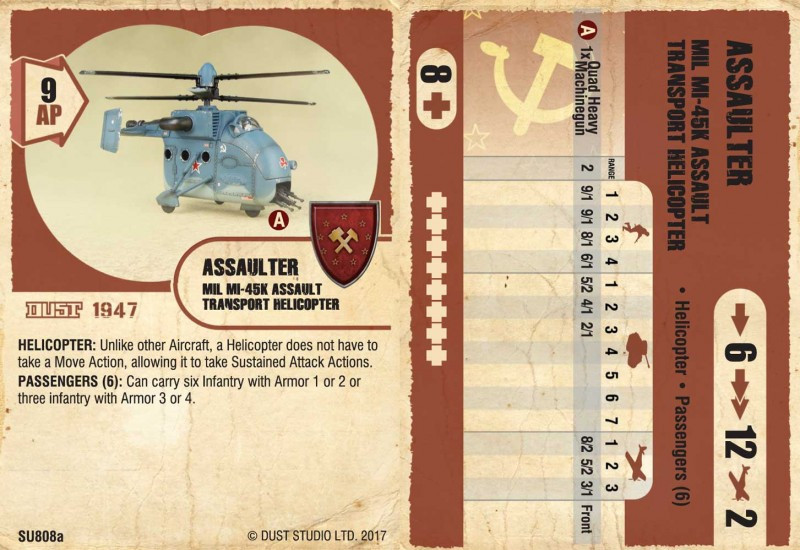 9
AP
A
ASSAULTER
MIL MI-45K ASSAULT
TRANSPORT HELICOPTER
DUST 1947
HELICOPTER: Unlike other Aircraft, a Helicopter does not have to
take a Move Action, allowing it to take Sustained Attack Actions.
PASSENGERS (6): Can carry six Infantry with Armor 1 or 2 or
three infantry with Armor 3 or 4.
SU808a
© DUST STUDIO LTD. 2017
ASSAULTER
MIL MI-45K ASSAULT
TRANSPORT HELICOPTER
• Helicopter • Passengers (6)
6 12 2
8
RANGE 1 2 3 4 1 2 3 4 5 6 7 1 2 3
A
1x Quad Heavy
Machinegun
2 9/1 9/1 8/1 6/1 5/2 4/1 2/1 8/2 5/2 3/1 Front